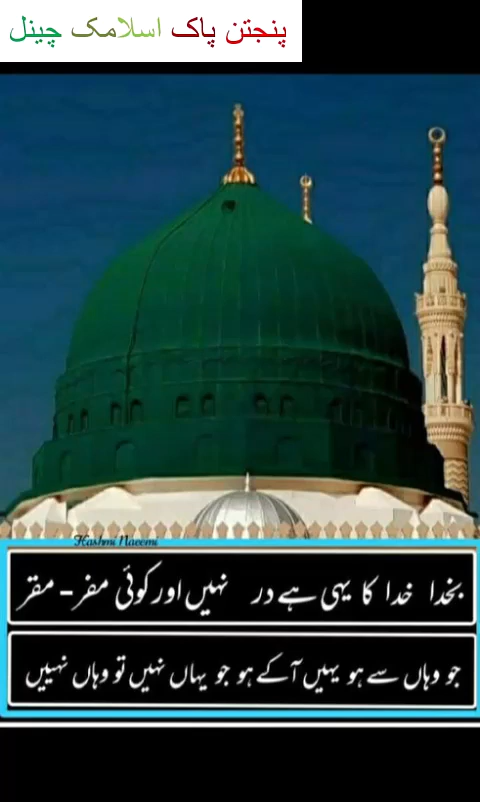 پنجتن پاک اسلامک چینل
Hashmi Naeemi
بخدا خدا کا یہی ہے در نہیں اور کوئی مفر - مقر
جو وہاں سے ہو یہیں آ کے ہو جو یہاں نہیں تو وہاں نہیں